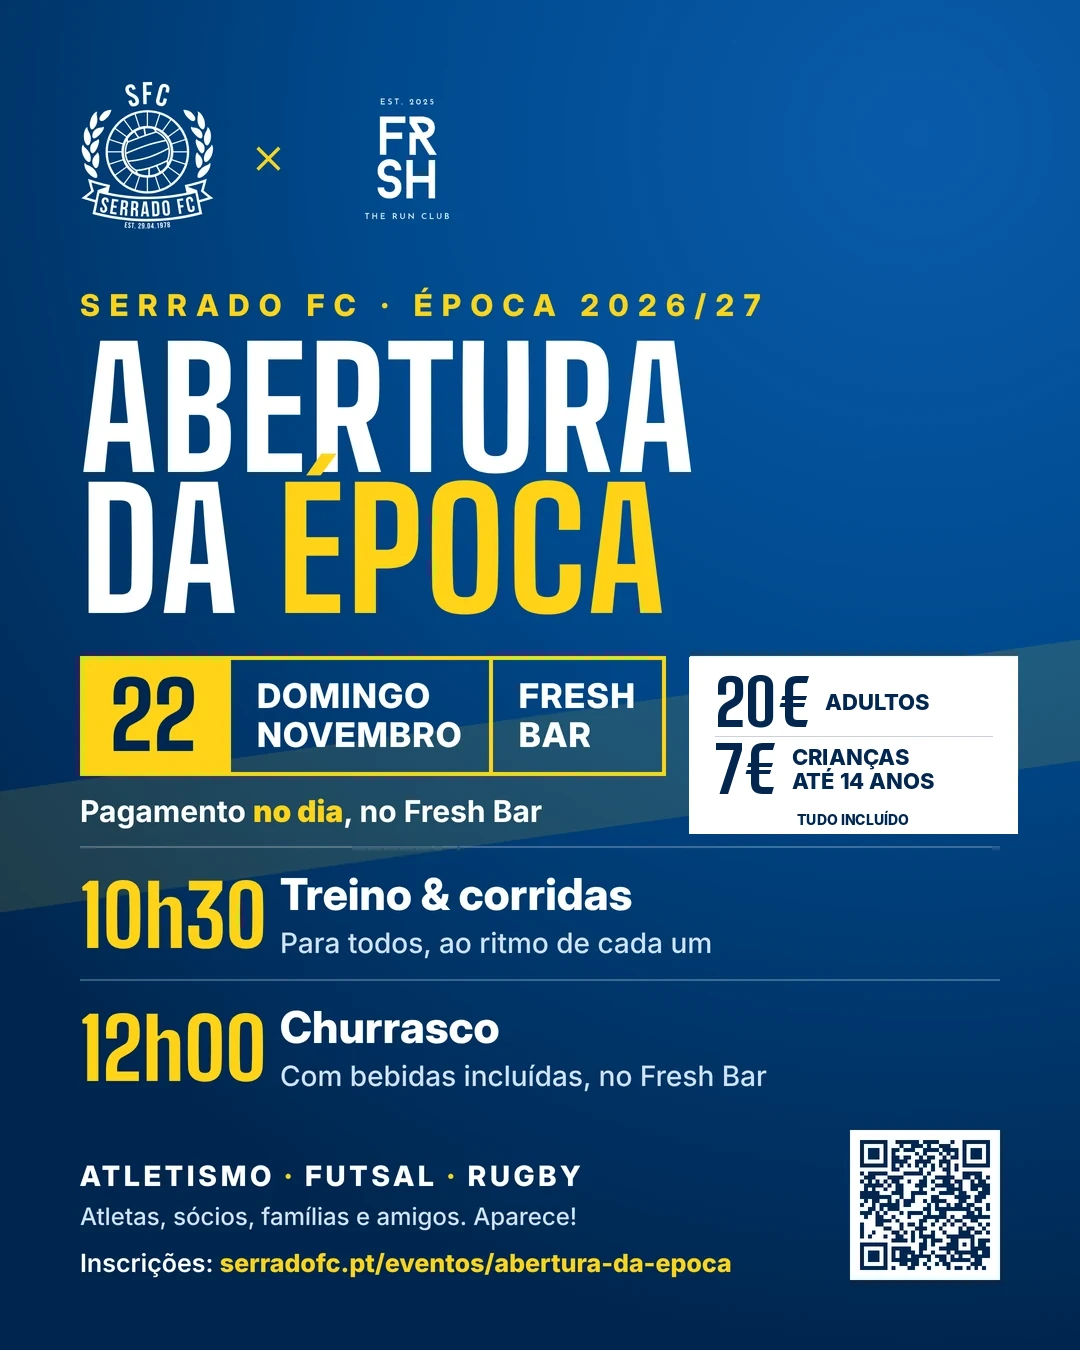 SFC
SERRADO FC
EST. 29.04.1978
×
EST. 2025
FR
SH
THE RUN CLUB
SERRADO FC · ÉPOCA 2026/27
ABERTURA
DA ÉPOCA
22
DOMINGO
NOVEMBRO
FRESH
BAR
20€ ADULTOS
7€ CRIANÇAS
ATÉ 14 ANOS
TUDO INCLUÍDO
Pagamento no dia, no Fresh Bar
10h30 Treino & corridas
Para todos, ao ritmo de cada um
12h00 Churrasco
Com bebidas incluídas, no Fresh Bar
ATLETISMO · FUTSAL · RUGBY
Atletas, sócios, famílias e amigos. Aparece!
Inscrições: serradofc.pt/eventos/abertura-da-epoca